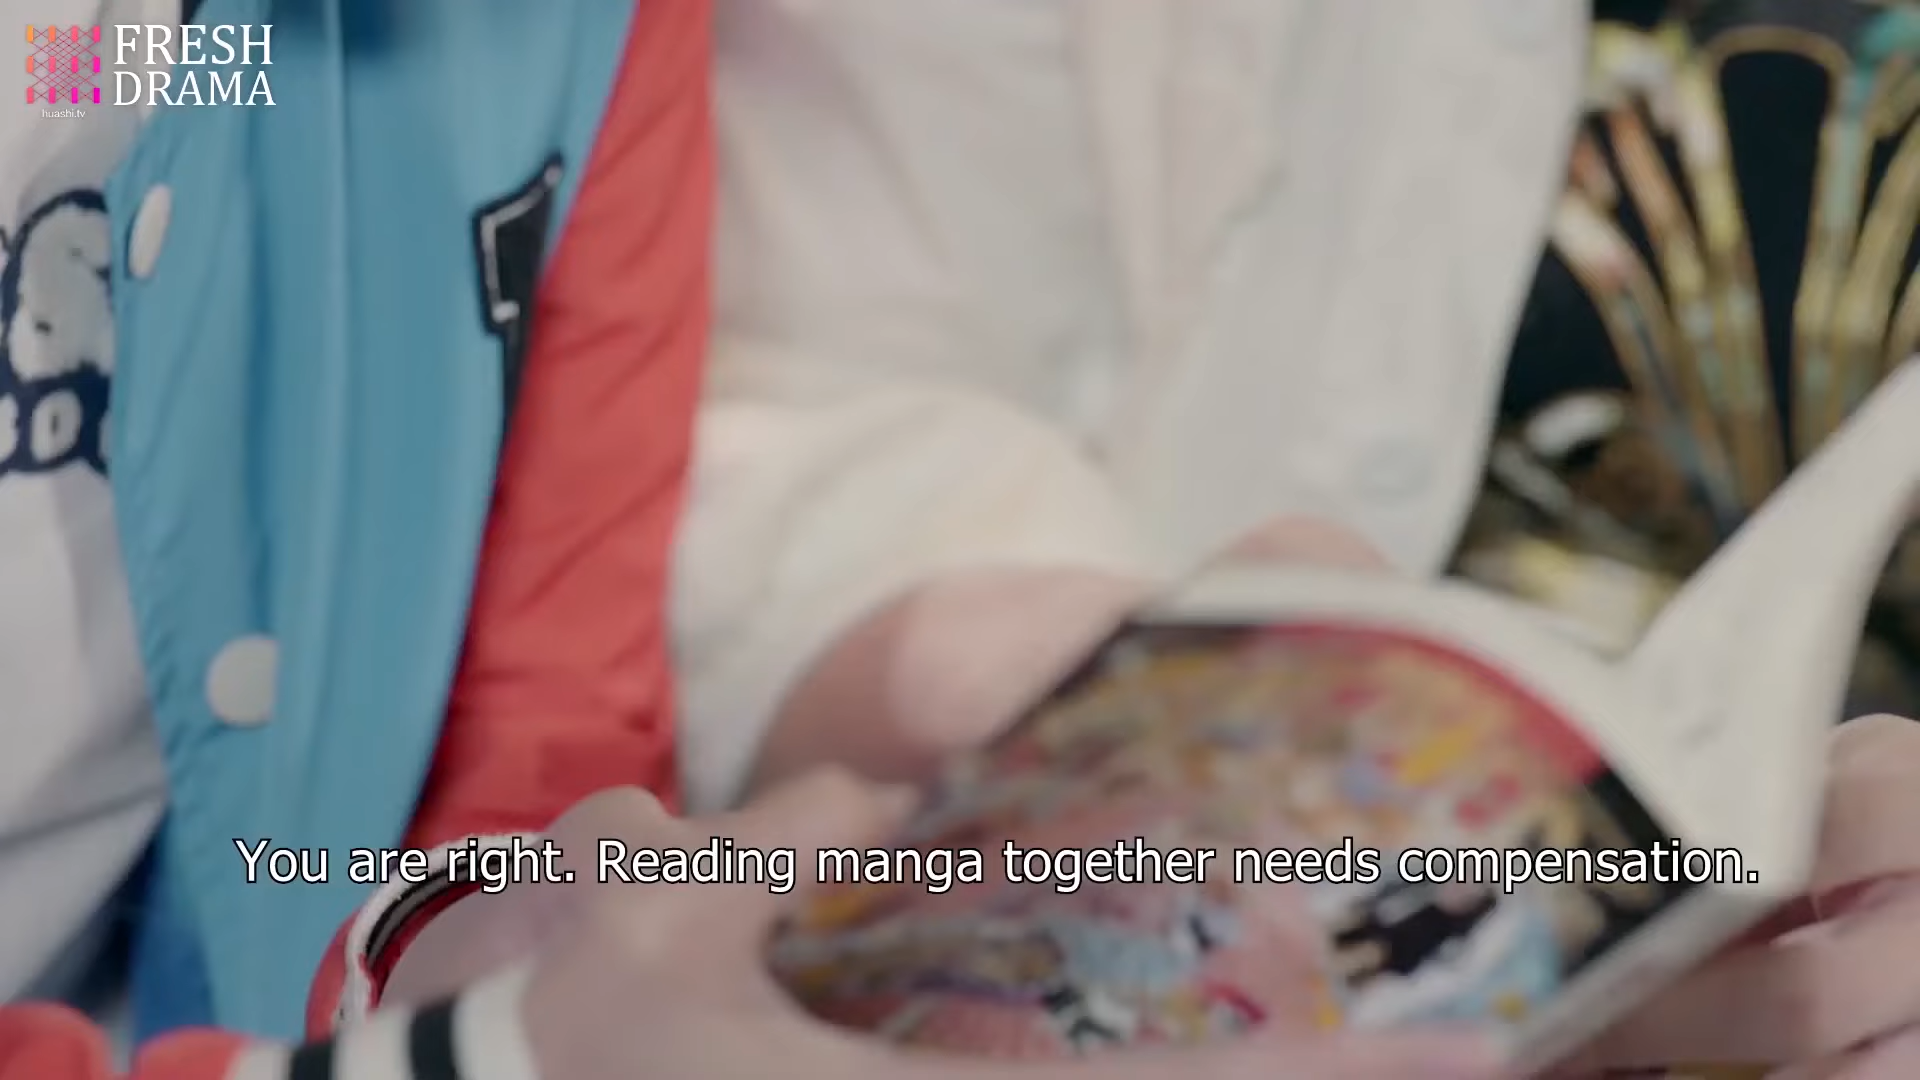 FRESH
DRAMA
huashi.tv
You are right. Reading manga together needs compensation.